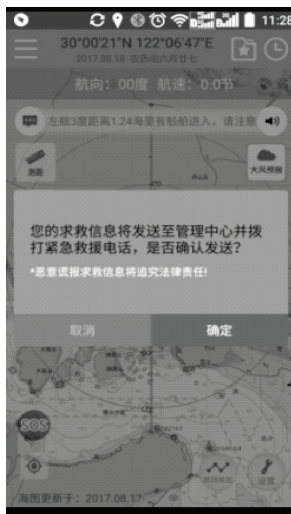 11:28
30°00'21"N 122°06'47"E
2017.08.18 农历闰六月廿七
航向：00度 航速：0.0节
左舷3度距离1.24海里有船舶进入，请注意
测距
大风预报
您的求救信息将发送至管理中心并拨
打紧急救援电话，是否确认发送？
*恶意谎报求救信息将追究法律责任!
取消
确定
SOS
设置
海图更新于：2017.08.17